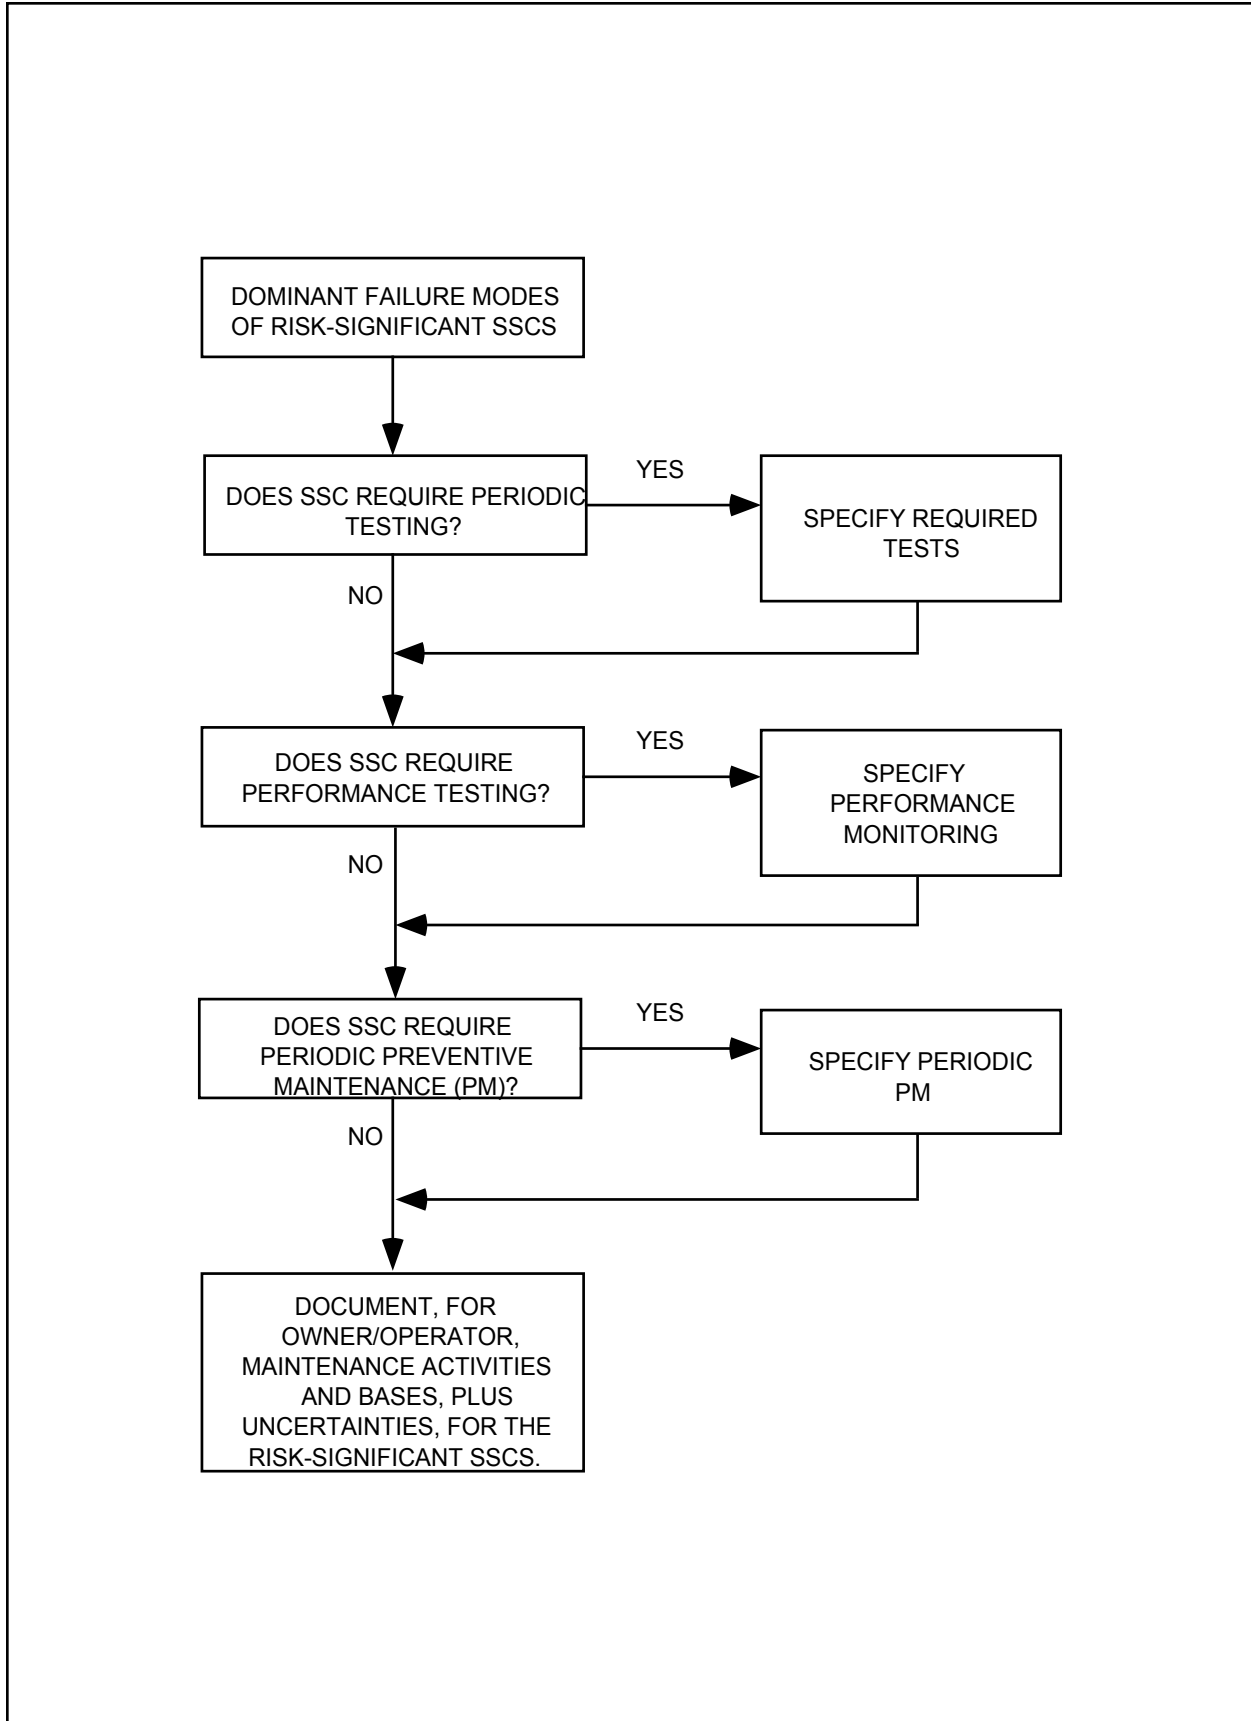 DOMINANT FAILURE MODES
OF RISK-SIGNIFICANT SSCS
DOES SSC REQUIRE PERIODIC
TESTING?
YES
SPECIFY REQUIRED
TESTS
NO
DOES SSC REQUIRE
PERFORMANCE TESTING?
YES
SPECIFY
PERFORMANCE
MONITORING
NO
DOES SSC REQUIRE
PERIODIC PREVENTIVE
MAINTENANCE (PM)?
YES
SPECIFY PERIODIC
PM
NO
DOCUMENT, FOR
OWNER/OPERATOR,
MAINTENANCE ACTIVITIES
AND BASES, PLUS
UNCERTAINTIES, FOR THE
RISK-SIGNIFICANT SSCS.